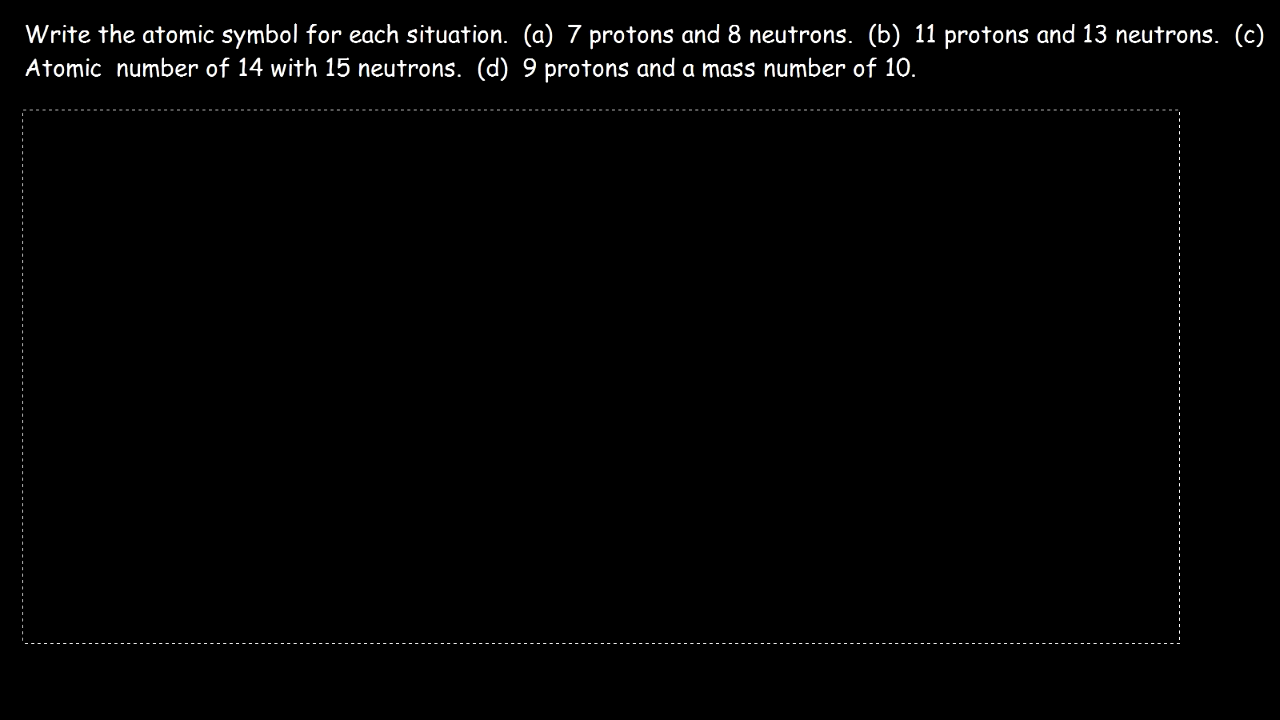 Write the atomic symbol for each situation. (a) 7 protons and 8 neutrons. (b) 11 protons and 13 neutrons. (c)
Atomic number of 14 with 15 neutrons. (d) 9 protons and a mass number of 10.